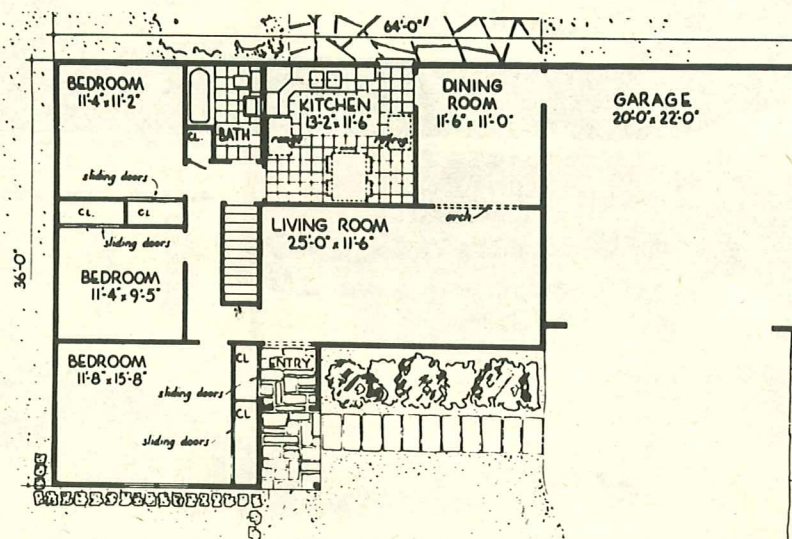 64'-0"
BEDROOM
11'-4" x 11'-2"
CL.
BATH
KITCHEN
13'-2" x 11'-6"
range
refrig.
DINING
ROOM
11'-6" x 11'-0"
GARAGE
20'-0" x 22'-0"
sliding doors
CL.
CL
sliding doors
arch
LIVING ROOM
25'-0" x 11'-6"
36'-0"
BEDROOM
11'-4" x 9'-5"
BEDROOM
11'-8" x 15'-8"
CL
ENTRY
sliding doors
CL
sliding doors